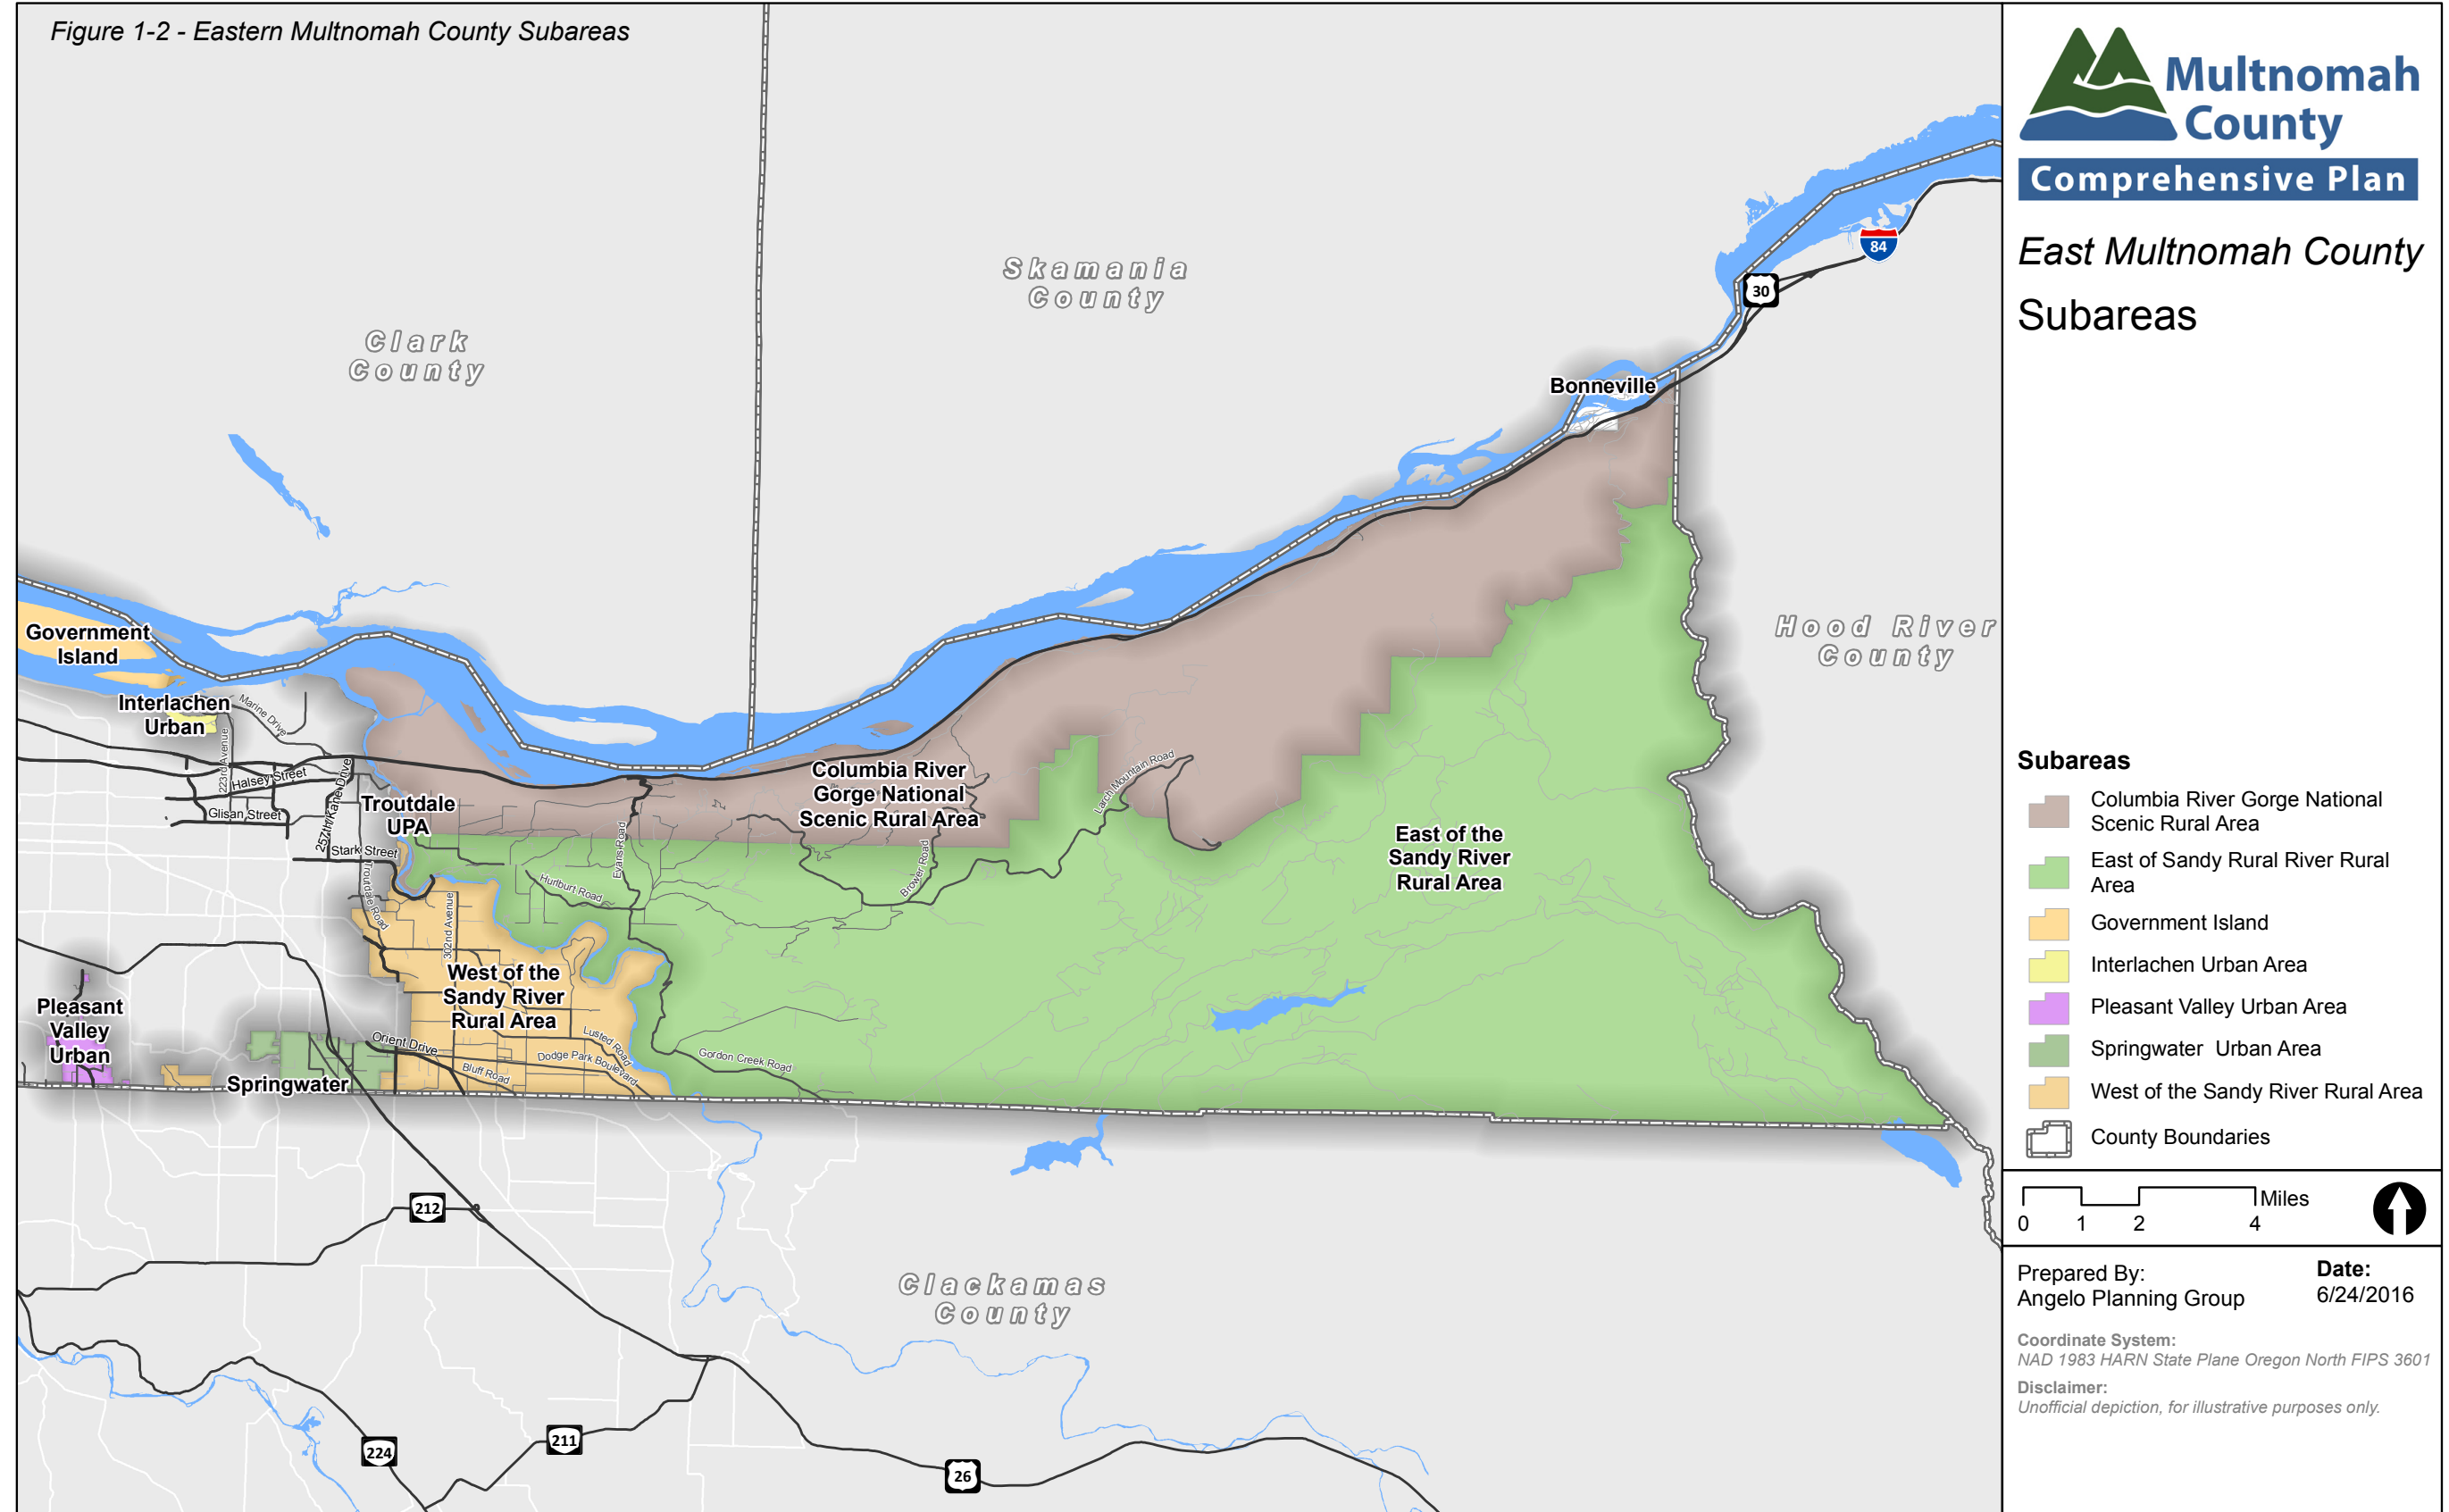 Figure 1-2 - Eastern Multnomah County Subareas
Multnomah
County
Comprehensive Plan
East Multnomah County
Subareas
Skamania
County
Clark
County
84
30
Bonneville
Hood River
County
Government
Island
Interlachen
Urban
Marine Drive
223rd Avenue
Halsey Street
Glisan Street
257th/Kane Drive
Troutdale
UPA
Stark Street
Troutdale Road
Columbia River
Gorge National
Scenic Rural Area
Larch Mountain Road
Evans Road
Brower Road
Hurlburt Road
302nd Avenue
East of the
Sandy River
Rural Area
West of the
Sandy River
Rural Area
Pleasant
Valley
Urban
Springwater
Orient Drive
Lusted Road
Dodge Park Boulevard
Bluff Road
Gordon Creek Road
212
Clackamas
County
224
211
26
Subareas
Columbia River Gorge National
Scenic Rural Area
East of Sandy Rural River Rural
Area
Government Island
Interlachen Urban Area
Pleasant Valley Urban Area
Springwater  Urban Area
West of the Sandy River Rural Area
County Boundaries
Miles
0 1 2 4
Prepared By:
Angelo Planning Group
Date:
6/24/2016
Coordinate System:
NAD 1983 HARN State Plane Oregon North FIPS 3601
Disclaimer:
Unofficial depiction, for illustrative purposes only.